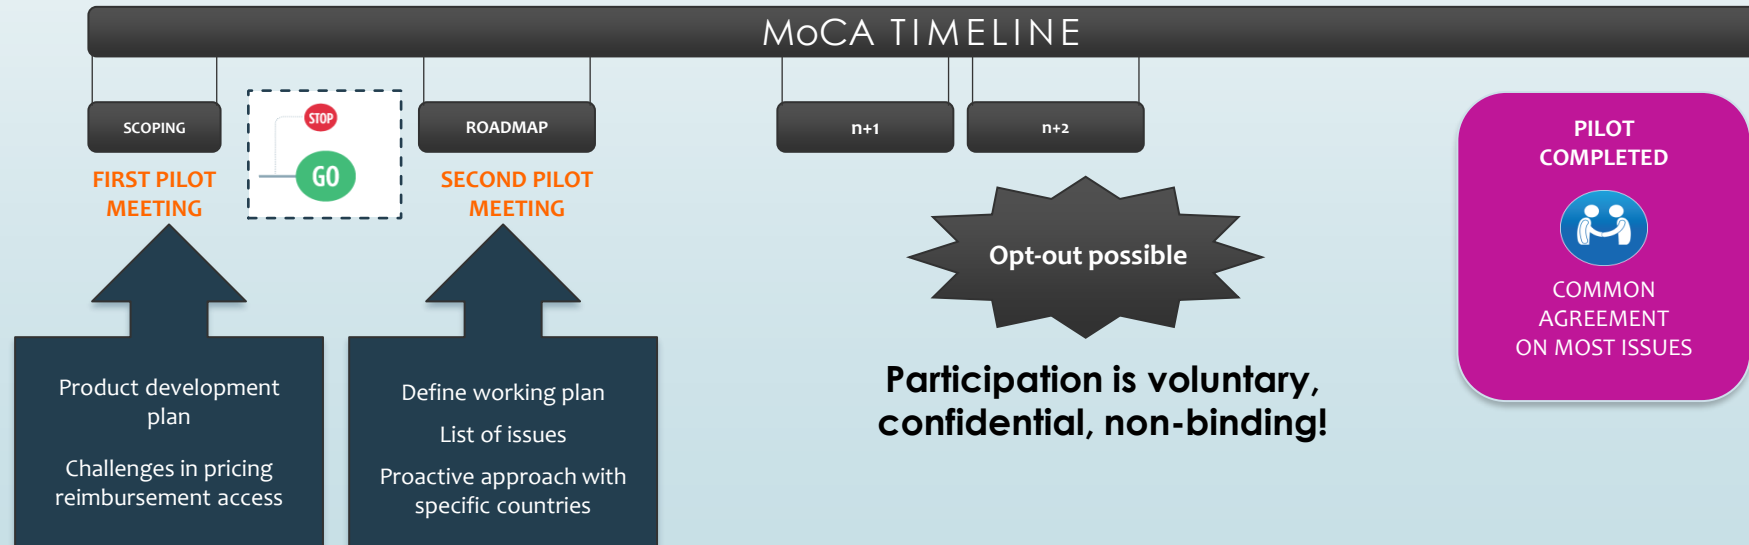 MoCA TIMELINE
SCOPING
STOP
GO
ROADMAP
n+1
n+2
FIRST PILOT
MEETING
SECOND PILOT
MEETING
Product development
plan
Challenges in pricing
reimbursement access
Define working plan
List of issues
Proactive approach with
specific countries
Opt-out possible
Participation is voluntary,
confidential, non-binding!
PILOT
COMPLETED
COMMON
AGREEMENT
ON MOST ISSUES